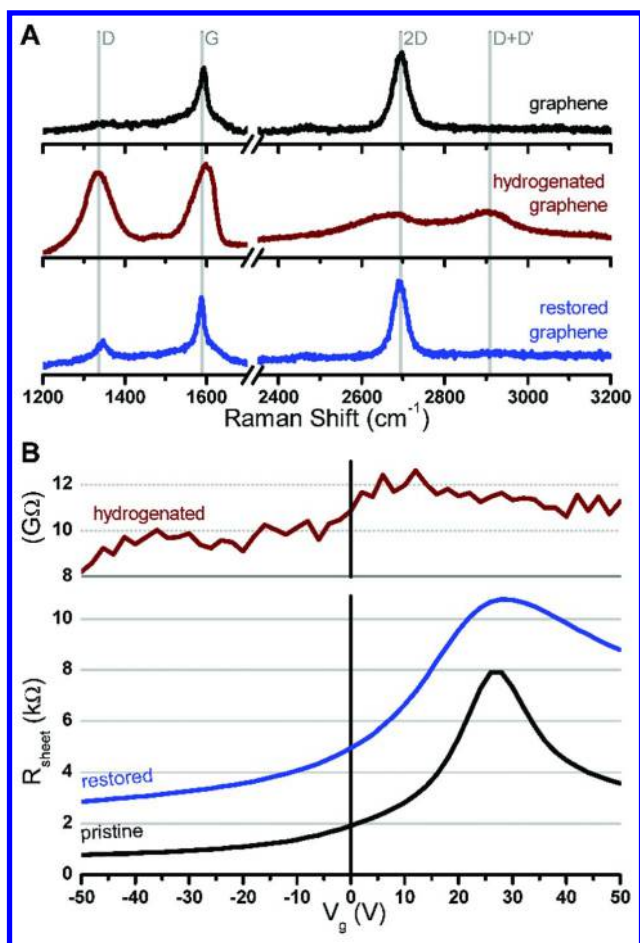 A
D G 2D D+D'
graphene
hydrogenated
graphene
restored
graphene
1200 1400 1600 2400 2600 2800 3000 3200
Raman Shift (cm⁻¹)
B
12
10
8
(GΩ)
hydrogenated
10
8
6
4
2
0
R_sheet (kΩ)
restored
pristine
-50 -40 -30 -20 -10 0 10 20 30 40 50
V_g (V)